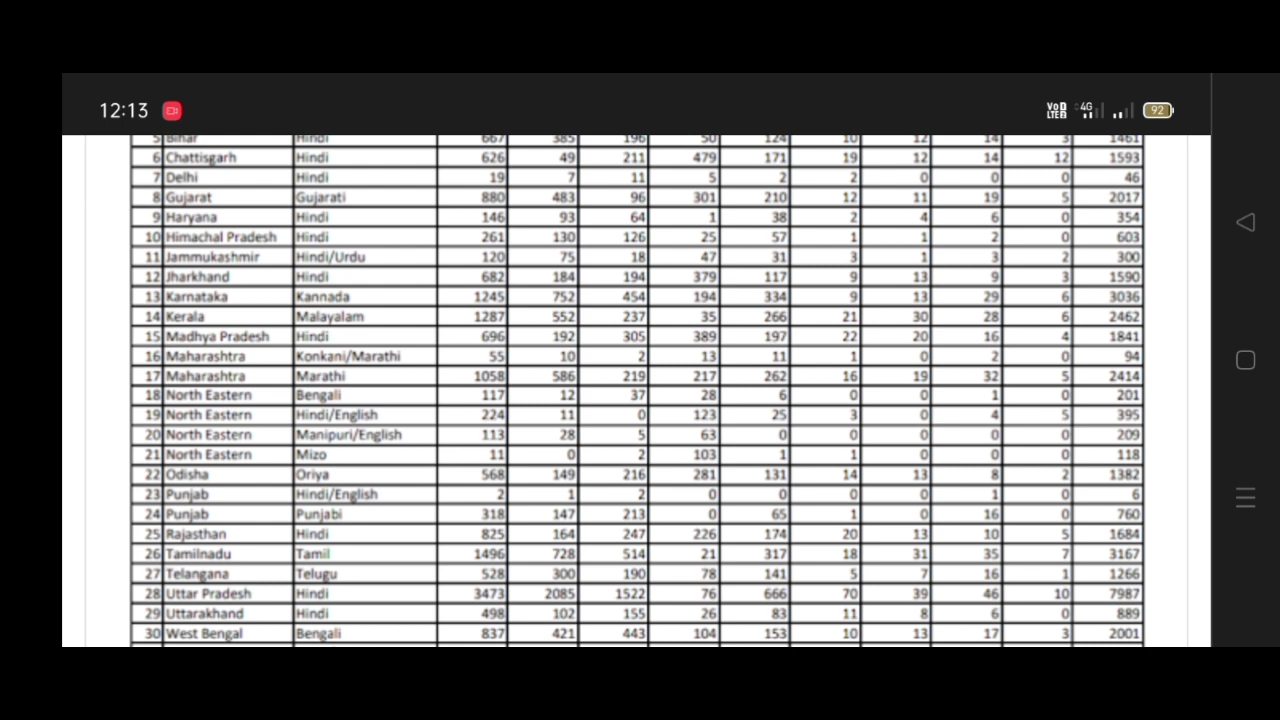 12:13 VoD LTE2 4G 92
5 Bihar Hindi 667 385 196 50 124 10 12 14 3 1461
6 Chattisgarh Hindi 626 49 211 479 171 19 12 14 12 1593
7 Delhi Hindi 19 7 11 5 2 2 0 0 0 46
8 Gujarat Gujarati 880 483 96 301 210 12 11 19 5 2017
9 Haryana Hindi 146 93 64 1 38 2 4 6 0 354
10 Himachal Pradesh Hindi 261 130 126 25 57 1 1 2 0 603
11 Jammukashmir Hindi/Urdu 120 75 18 47 31 3 1 3 2 300
12 Jharkhand Hindi 682 184 194 379 117 9 13 9 3 1590
13 Karnataka Kannada 1245 752 454 194 334 9 13 29 6 3036
14 Kerala Malayalam 1287 552 237 35 266 21 30 28 6 2462
15 Madhya Pradesh Hindi 696 192 305 389 197 22 20 16 4 1841
16 Maharashtra Konkani/Marathi 55 10 2 13 11 1 0 2 0 94
17 Maharashtra Marathi 1058 586 219 217 262 16 19 32 5 2414
18 North Eastern Bengali 117 12 37 28 6 0 0 1 0 201
19 North Eastern Hindi/English 224 11 0 123 25 3 0 4 5 395
20 North Eastern Manipuri/English 113 28 5 63 0 0 0 0 0 209
21 North Eastern Mizo 11 0 2 103 1 1 0 0 0 118
22 Odisha Oriya 568 149 216 281 131 14 13 8 2 1382
23 Punjab Hindi/English 2 1 2 0 0 0 0 1 0 6
24 Punjab Punjabi 318 147 213 0 65 1 0 16 0 760
25 Rajasthan Hindi 825 164 247 226 174 20 13 10 5 1684
26 Tamilnadu Tamil 1496 728 514 21 317 18 31 35 7 3167
27 Telangana Telugu 528 300 190 78 141 5 7 16 1 1266
28 Uttar Pradesh Hindi 3473 2085 1522 76 666 70 39 46 10 7987
29 Uttarakhand Hindi 498 102 155 26 83 11 8 6 0 889
30 West Bengal Bengali 837 421 443 104 153 10 13 17 3 2001